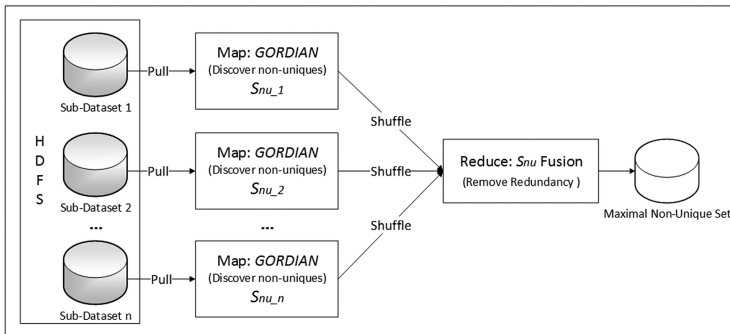 HDFS
Sub-Dataset 1
Pull
Map: GORDIAN
(Discover non-uniques)
Snu_1
Shuffle
Sub-Dataset 2
Pull
Map: GORDIAN
(Discover non-uniques)
Snu_2
Shuffle
Reduce: Snu Fusion
(Remove Redundancy )
Maximal Non-Unique Set
...
...
Sub-Dataset n
Pull
Map: GORDIAN
(Discover non-uniques)
Snu_n
Shuffle